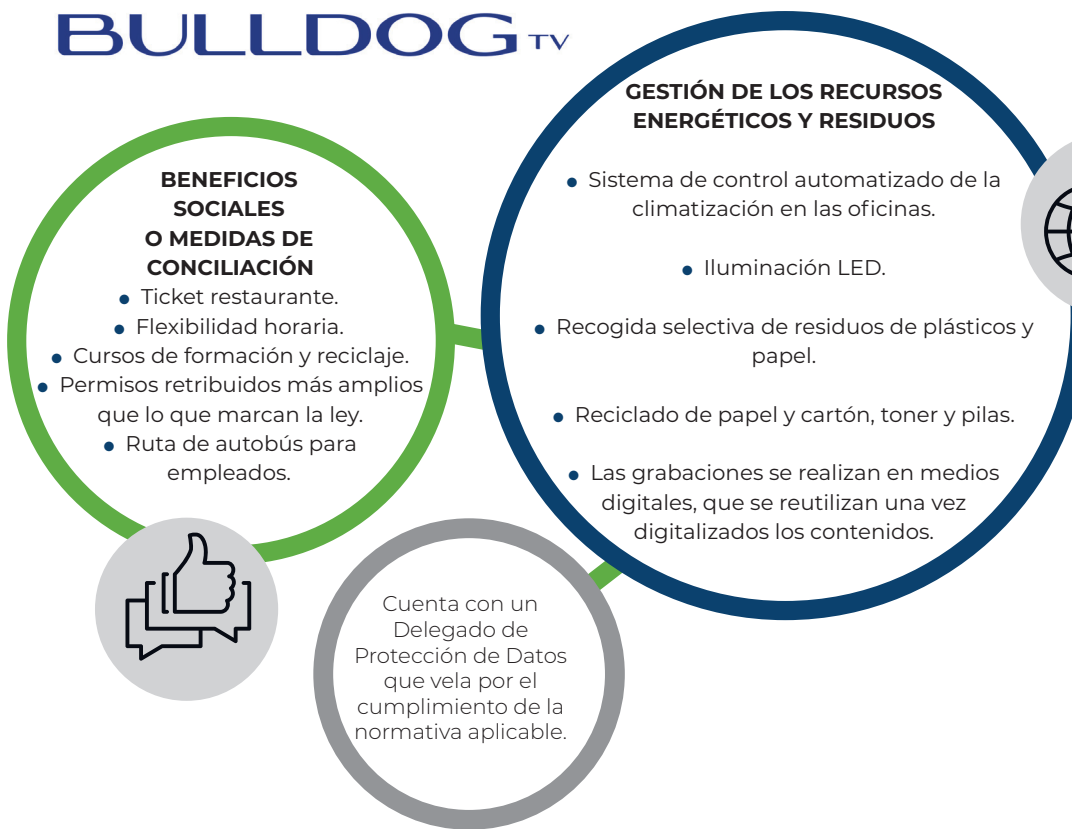 BULLDOG TV
BENEFICIOS
SOCIALES
O MEDIDAS DE
CONCILIACIÓN
• Ticket restaurante.
• Flexibilidad horaria.
• Cursos de formación y reciclaje.
• Permisos retribuidos más amplios
que lo que marcan la ley.
• Ruta de autobús para
empleados.
GESTIÓN DE LOS RECURSOS
ENERGÉTICOS Y RESIDUOS
• Sistema de control automatizado de la
climatización en las oficinas.
• Iluminación LED.
• Recogida selectiva de residuos de plásticos y
papel.
• Reciclado de papel y cartón, toner y pilas.
• Las grabaciones se realizan en medios
digitales, que se reutilizan una vez
digitalizados los contenidos.
Cuenta con un
Delegado de
Protección de Datos
que vela por el
cumplimiento de la
normativa aplicable.